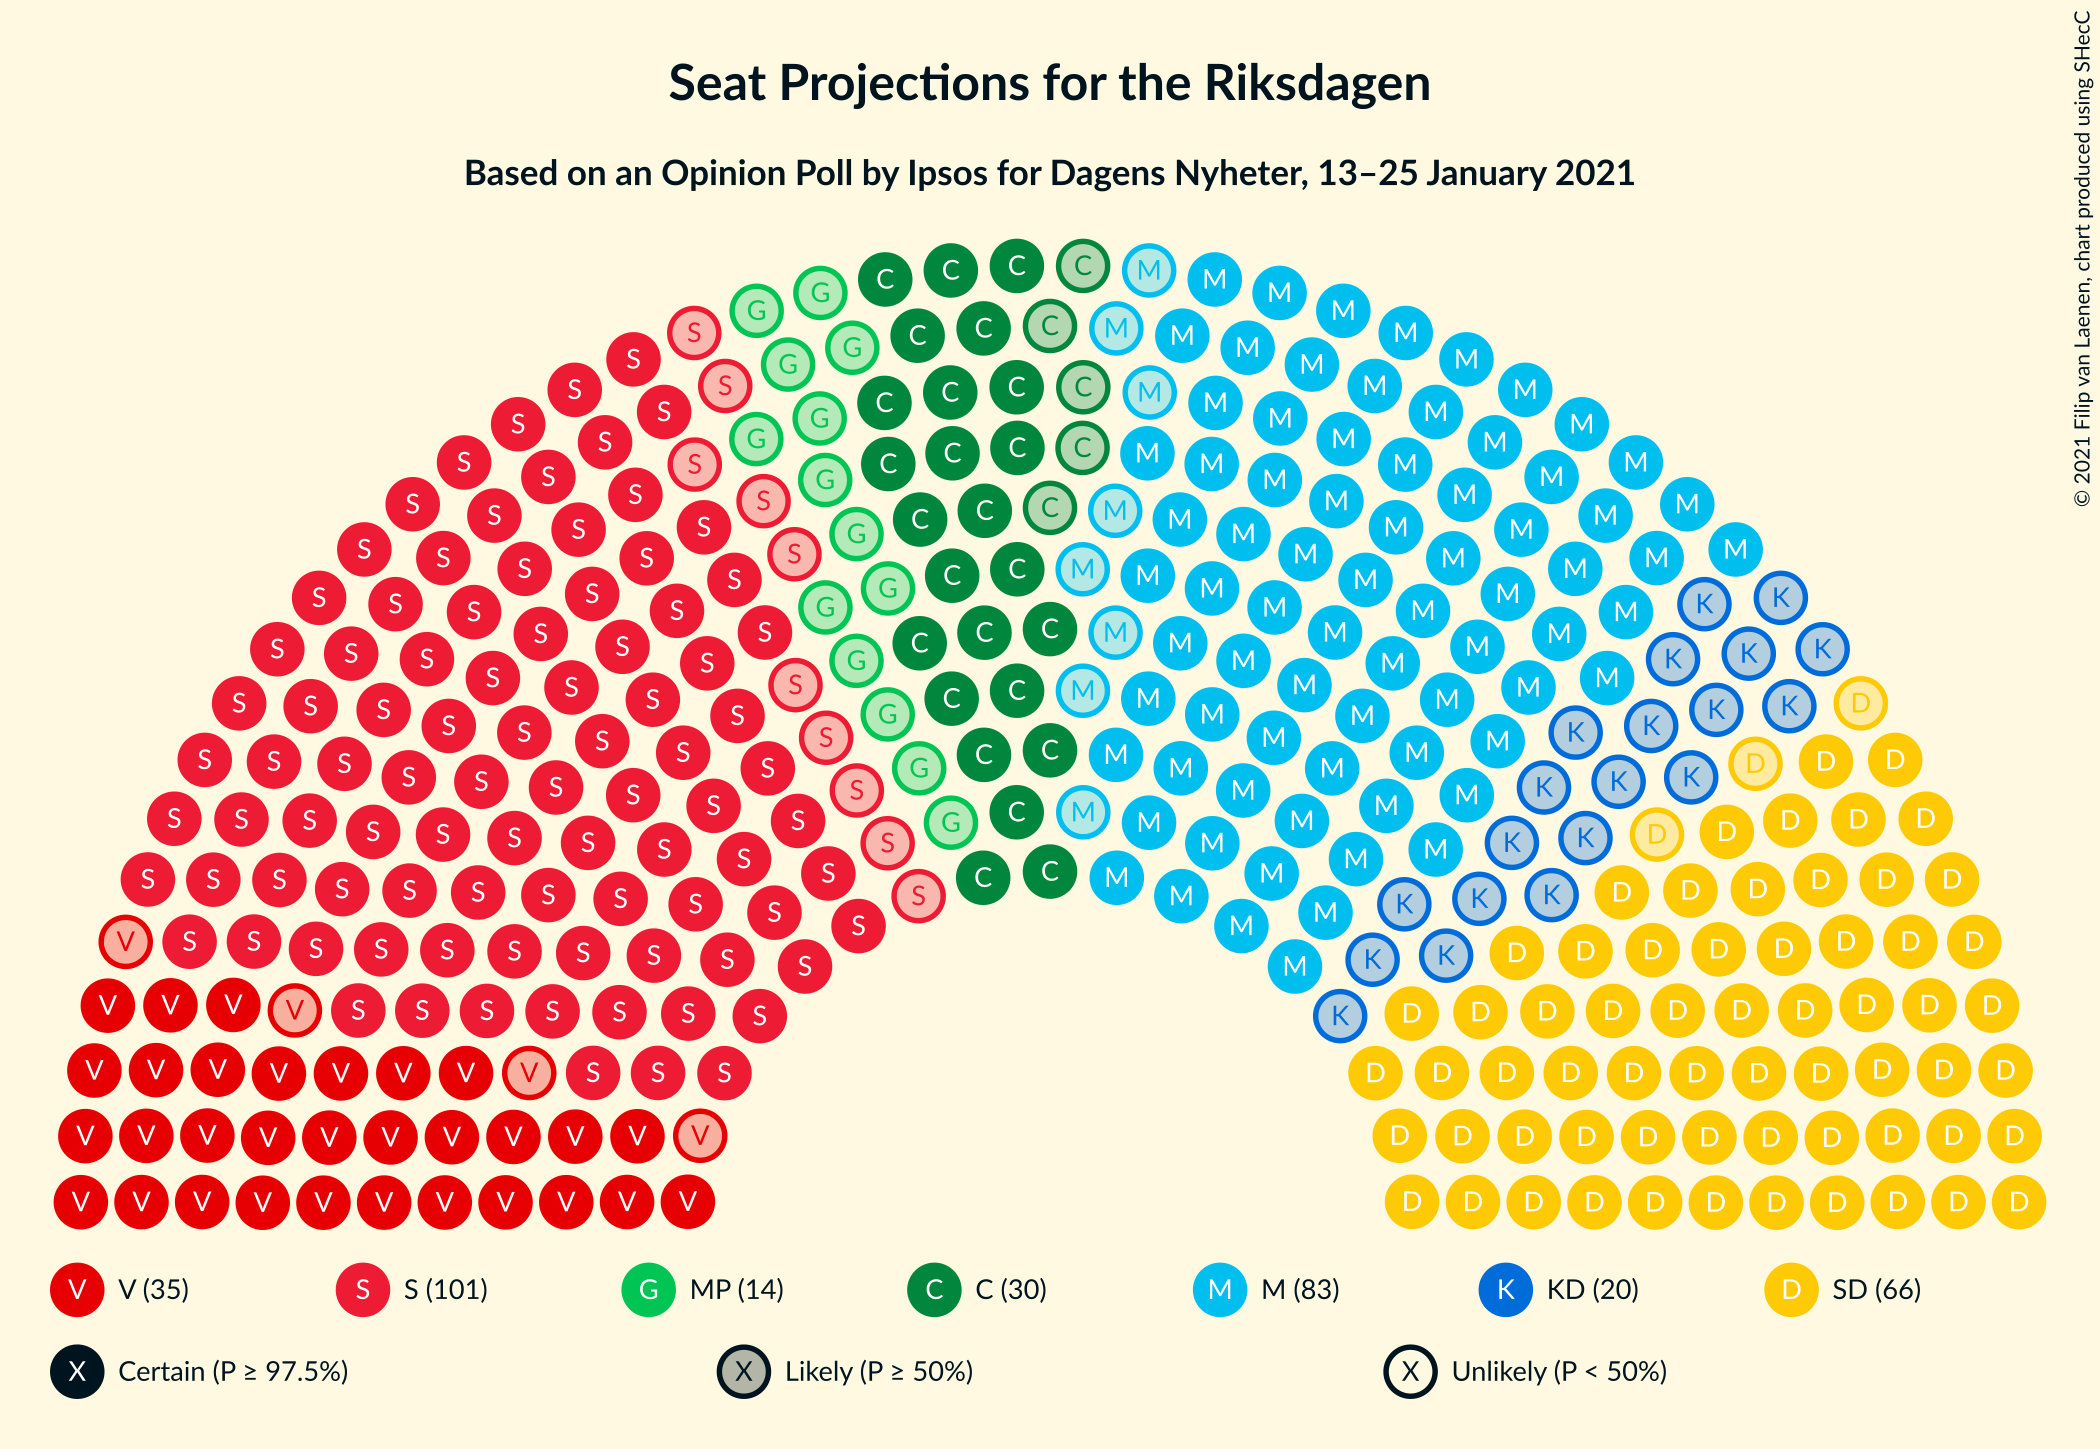 Seat Projections for the Riksdagen
Based on an Opinion Poll by Ipsos for Dagens Nyheter, 13–25 January 2021
© 2021 Filip van Laenen, chart produced using SHecC
V V (35) S S (101) G MP (14) C C (30) M M (83) K KD (20) D SD (66)
X Certain (P ≥ 97.5%) X Likely (P ≥ 50%) X Unlikely (P < 50%)